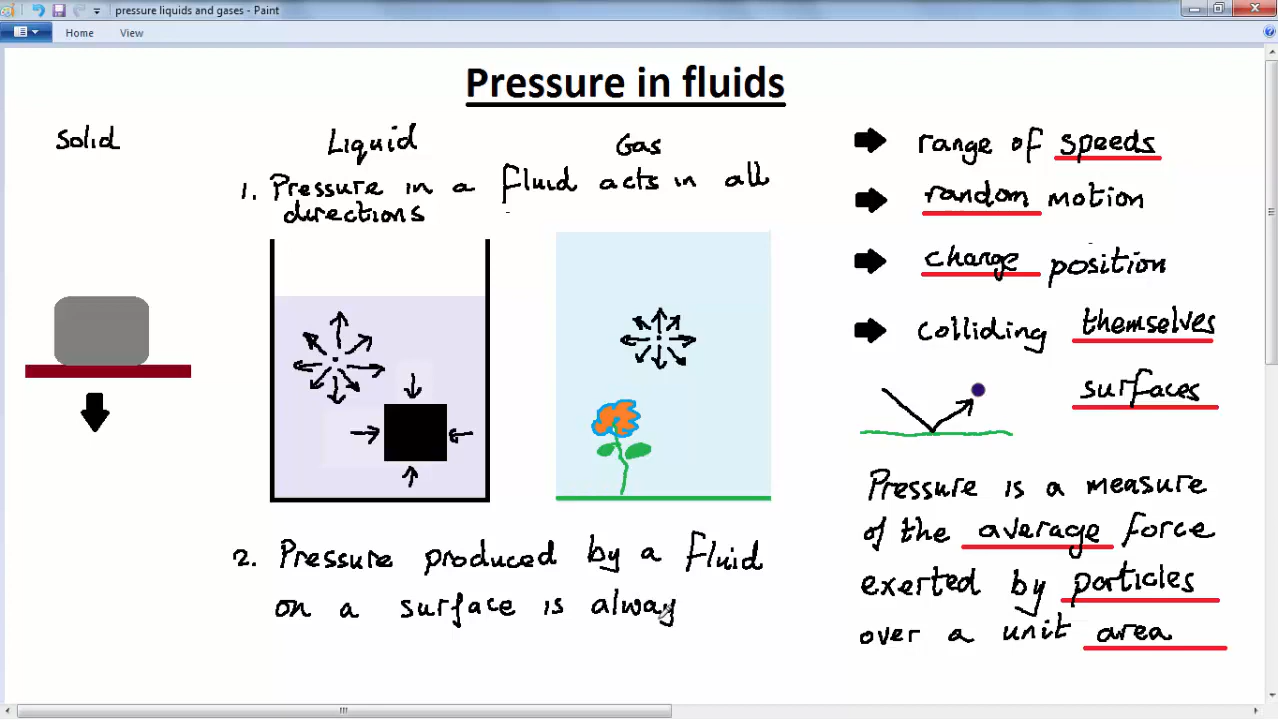 pressure liquids and gases - Paint
Home View
Pressure in fluids
Solid
Liquid
Gas
1. Pressure in a fluid acts in all
directions
2. Pressure produced by a fluid
on a surface is alway
range of speeds
random motion
change position
colliding themselves
surfaces
Pressure is a measure
of the average force
exerted by particles
over a unit area